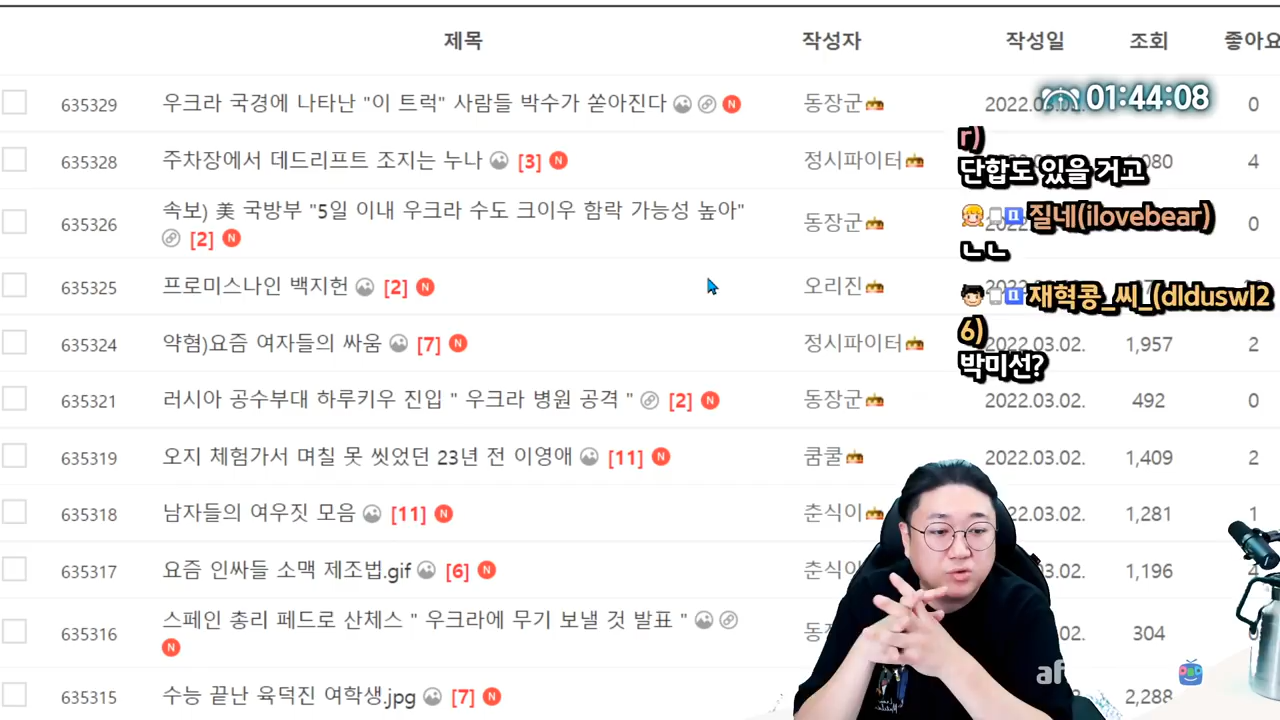 제목 작성자 작성일 조회 좋아요
635329 우크라 국경에 나타난 "이 트럭" 사람들 박수가 쏟아진다 N 동장군 0
01:44:08
635328 주차장에서 데드리프트 조지는 누나 [3] N 정시파이터 4
635326 속보) 美 국방부 "5일 이내 우크라 수도 크이우 함락 가능성 높아" 동장군 0
[2] N
635325 프로미스나인 백지헌 [2] N 오리진
635324 약혐)요즘 여자들의 싸움 [7] N 정시파이터 2022.03.02. 1,957 2
635321 러시아 공수부대 하루키우 진입 " 우크라 병원 공격 " [2] N 동장군 2022.03.02. 492 0
635319 오지 체험가서 며칠 못 씻었던 23년 전 이영애 [11] N 쿰쿨 2022.03.02. 1,409 2
635318 남자들의 여우짓 모음 [11] N 춘식이 1,281 1
635317 요즘 인싸들 소맥 제조법.gif [6] N 춘식이 1,196
635316 스페인 총리 페드로 산체스 " 우크라에 무기 보낼 것 발표 " 304
N
635315 수능 끝난 육덕진 여학생.jpg [7] N 2,288
r)
단합도 있을 거고
질네(ilovebear)
ㄴㄴ
재혁콩_씨_(dlduswl2
6)
박미선?
af